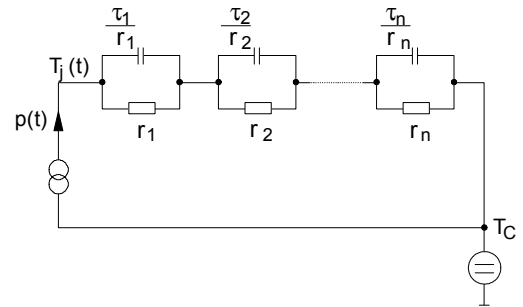 τ1/r1 τ2/r2 τn/rn
Tj(t)
r1 r2 rn
p(t)
TC